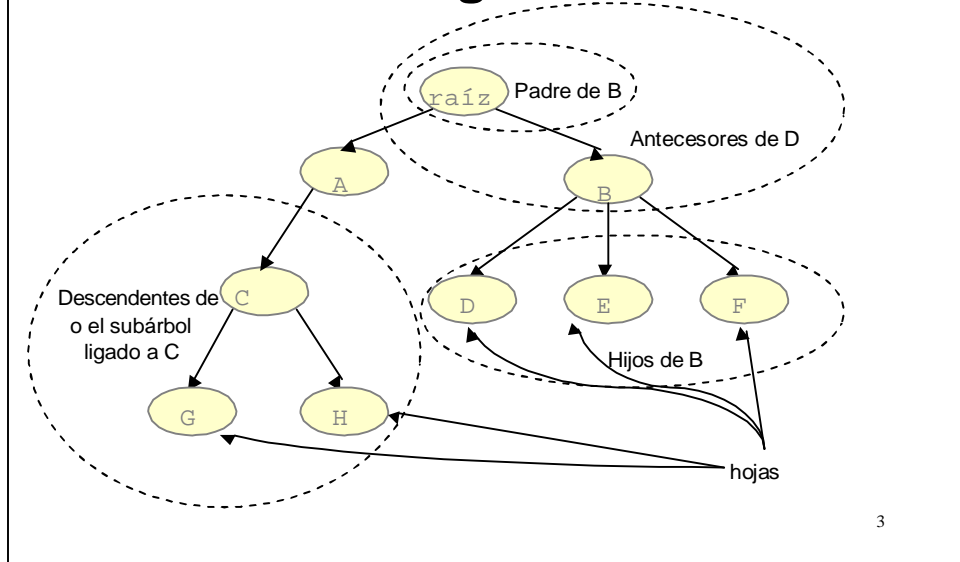 raíz
Padre de B
Antecesores de D
A
B
Descendentes de
o el subárbol
ligado a C
C
D
E
F
Hijos de B
G
H
hojas
3